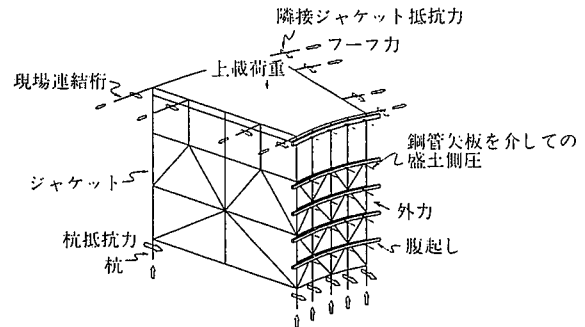 隣接ジャケット抵抗力
フーフ力
上載荷重
現場連結桁
鋼管矢板を介しての
盛土側圧
ジャケット
外力
杭抵抗力
杭
腹起し